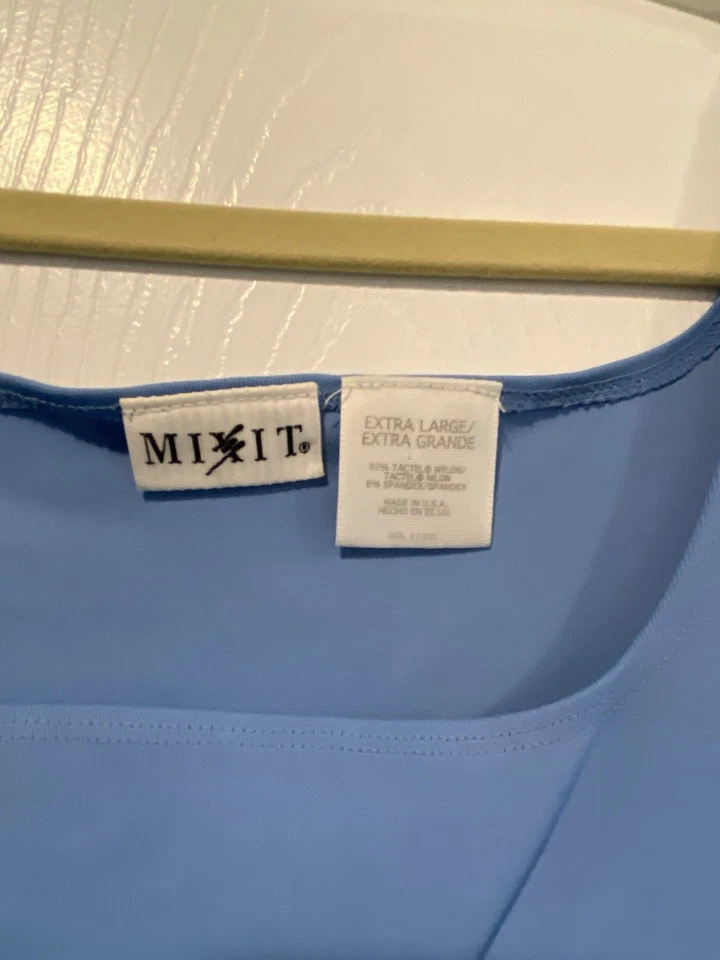 MIXIT®
EXTRA LARGE/
EXTRA GRANDE
92% TACTEL® NYLON/
TACTEL® NILON
8% SPANDEX/SPANDEX
MADE IN U.S.A.
HECHO EN EE.UU.